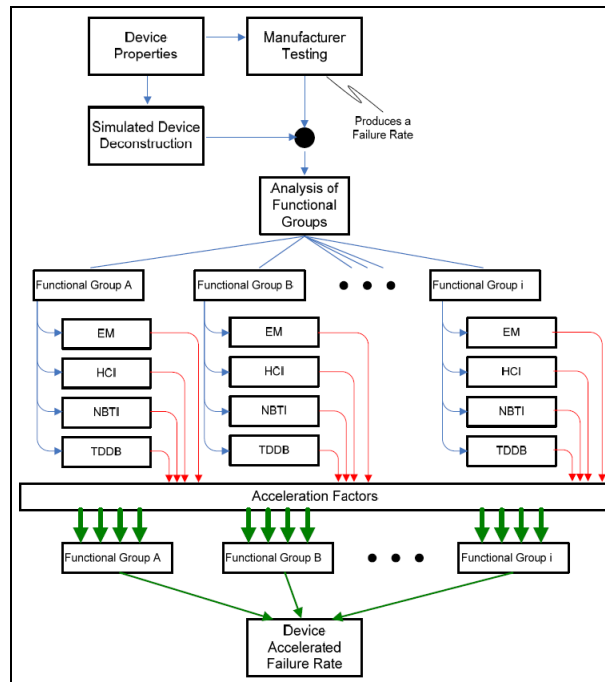 Device
Properties
Manufacturer
Testing
Simulated Device
Deconstruction
Produces a
Failure Rate
Analysis of
Functional
Groups
Functional Group A
Functional Group B
Functional Group i
EM
EM
EM
HCI
HCI
HCI
NBTI
NBTI
NBTI
TDDB
TDDB
TDDB
Acceleration Factors
Functional Group A
Functional Group B
Functional Group i
Device
Accelerated
Failure Rate